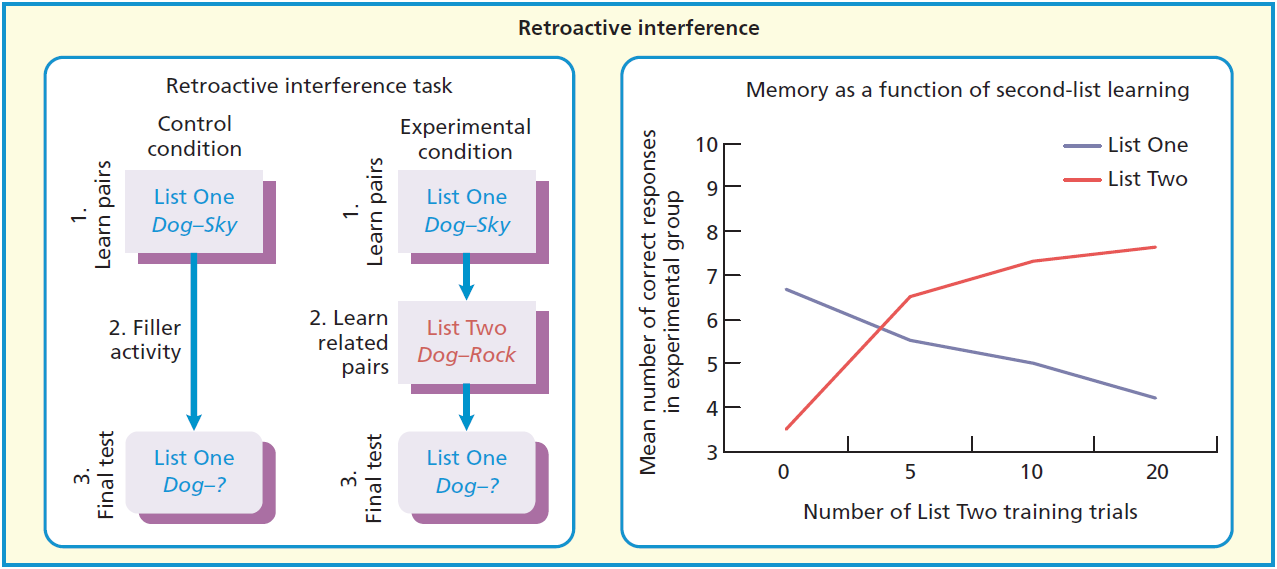 Retroactive interference
Retroactive interference task
Control
condition
Experimental
condition
1.
Learn pairs
List One
Dog–Sky
1.
Learn pairs
List One
Dog–Sky
2. Filler
activity
2. Learn
related
pairs
List Two
Dog–Rock
3.
Final test
List One
Dog–?
3.
Final test
List One
Dog–?
Memory as a function of second-list learning
Mean number of correct responses
in experimental group
10
9
8
7
6
5
4
3
List One
List Two
0 5 10 20
Number of List Two training trials